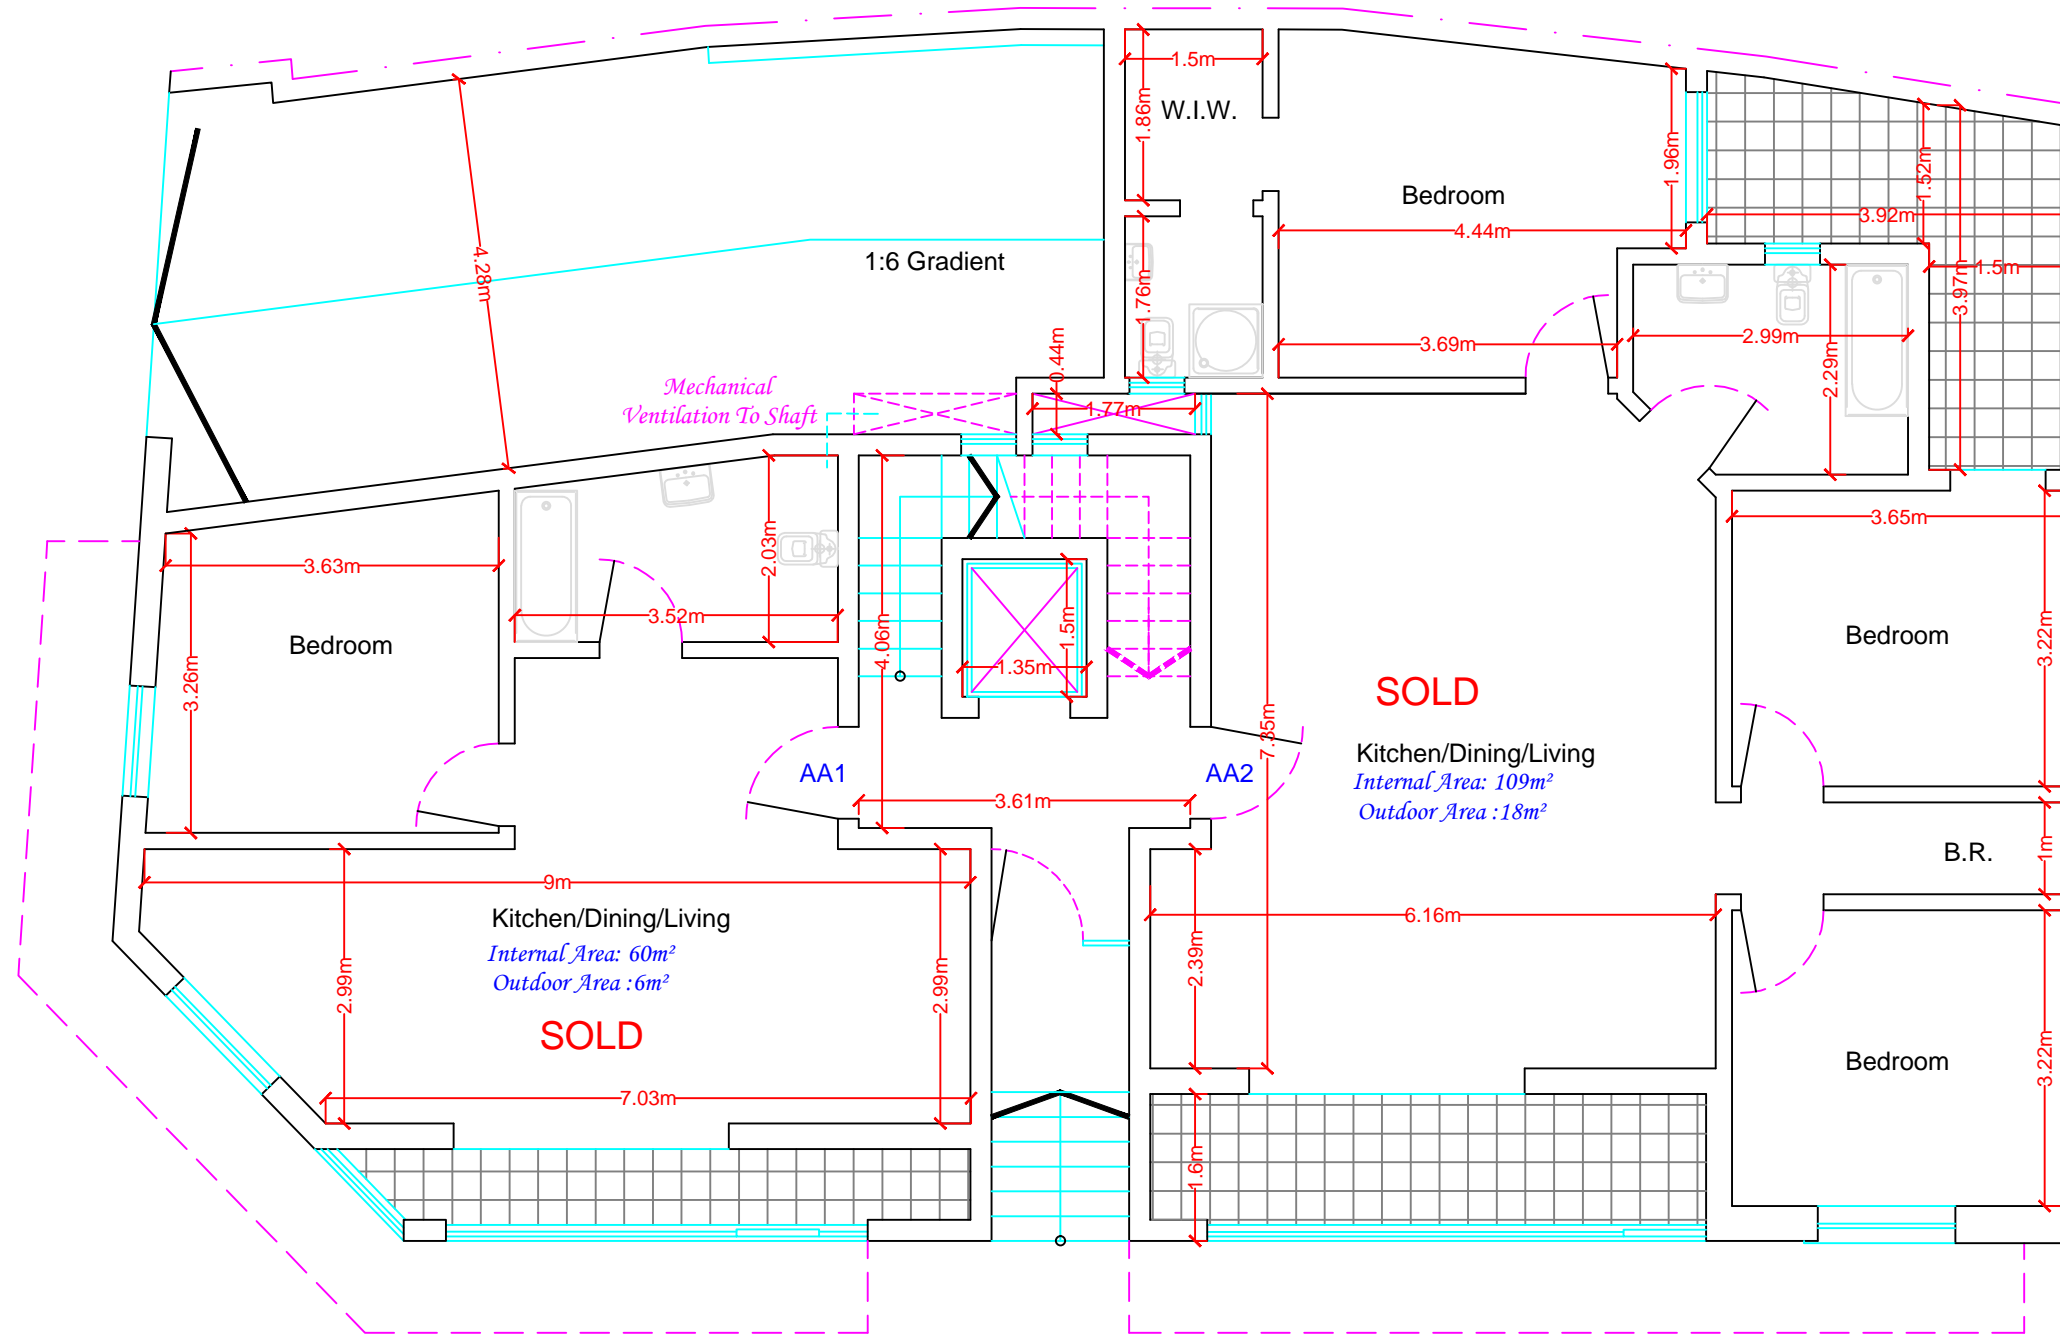 1.5m
1.86m
W.I.W.
1.96m
Bedroom
1.52m
3.92m
4.44m
1:6 Gradient
4.28m
1.76m
3.97m
1.5m
0.44m
3.69m
2.99m
2.29m
Mechanical
Ventilation To Shaft
1.77m
2.03m
3.65m
3.63m
3.52m
4.06m
1.5m
1.35m
Bedroom
3.26m
Bedroom
3.22m
SOLD
7.35m
Kitchen/Dining/Living
Internal Area: 109m²
Outdoor Area :18m²
AA1
AA2
3.61m
B.R.
1m
9m
Kitchen/Dining/Living
Internal Area: 60m²
Outdoor Area :6m²
SOLD
2.99m
2.99m
6.16m
2.39m
Bedroom
3.22m
7.03m
1.6m